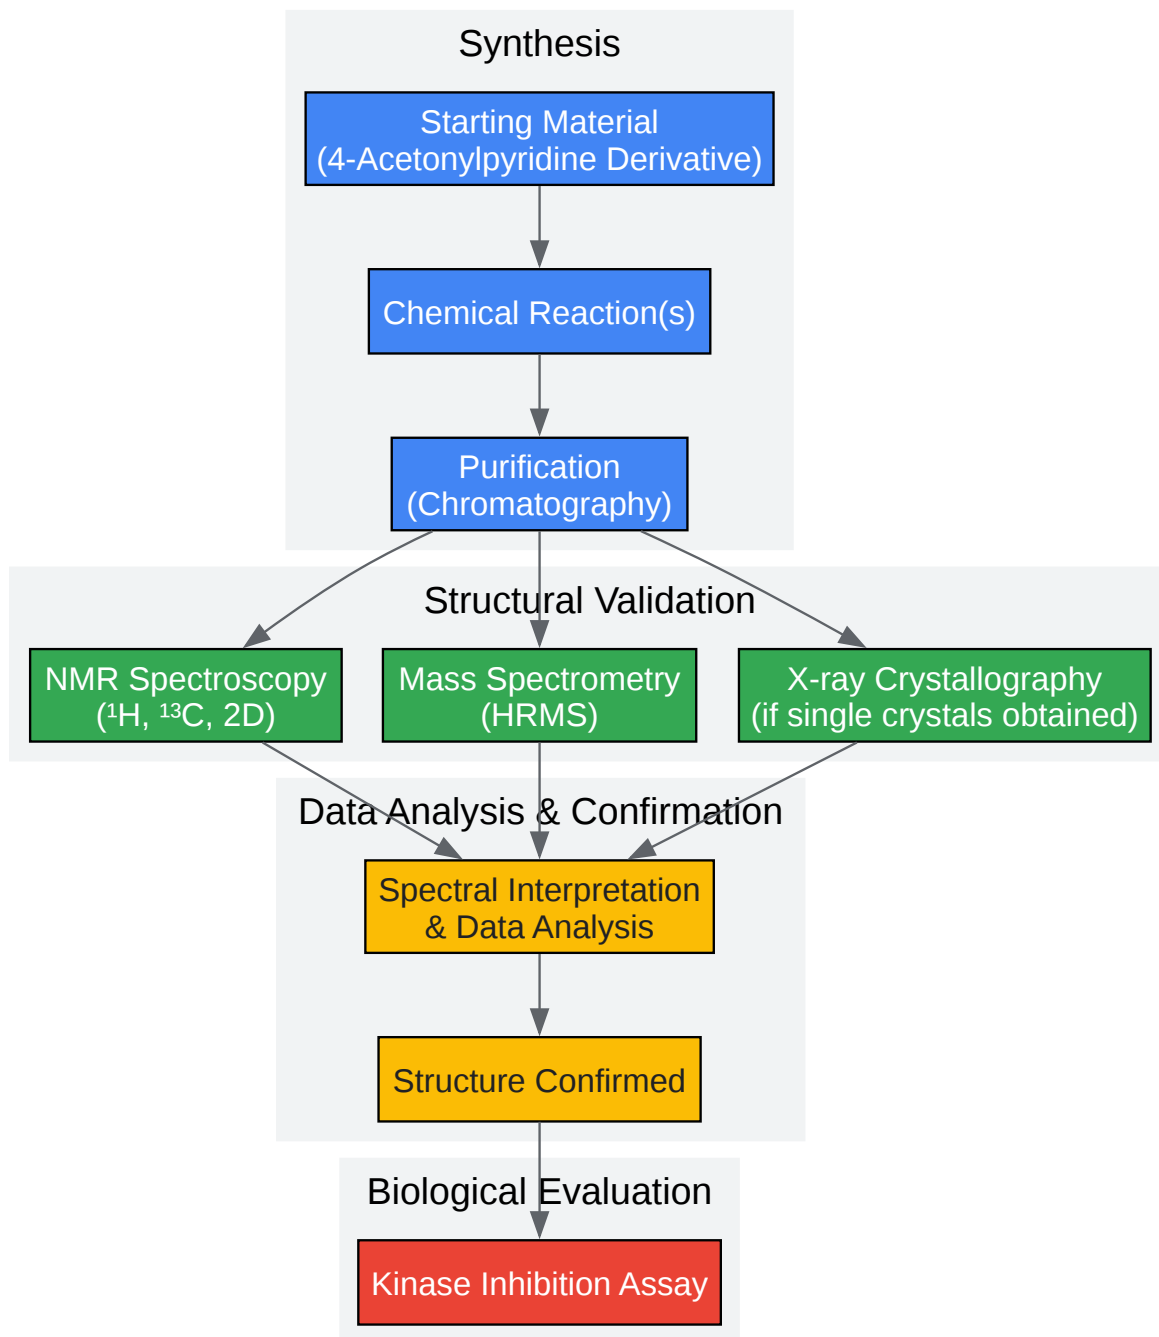 Synthesis
Starting Material
(4-Acetonylpyridine Derivative)
Chemical Reaction(s)
Purification
(Chromatography)
Structural Validation
NMR Spectroscopy
(¹H, ¹³C, 2D)
Mass Spectrometry
(HRMS)
X-ray Crystallography
(if single crystals obtained)
Data Analysis & Confirmation
Spectral Interpretation
& Data Analysis
Structure Confirmed
Biological Evaluation
Kinase Inhibition Assay